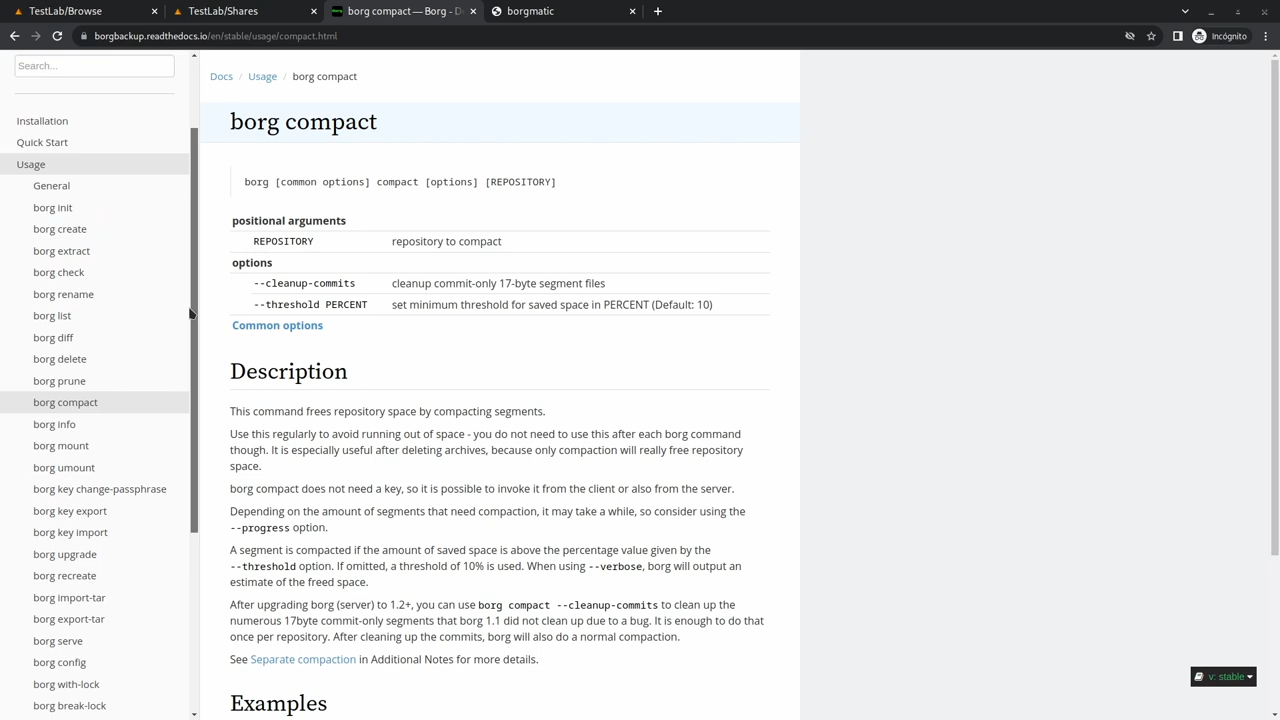 TestLab/Browse
TestLab/Shares
borg compact — Borg - D
borgmatic
borgbackup.readthedocs.io/en/stable/usage/compact.html
Incógnito
Search...
Installation
Quick Start
Usage
General
borg init
borg create
borg extract
borg check
borg rename
borg list
borg diff
borg delete
borg prune
borg compact
borg info
borg mount
borg umount
borg key change-passphrase
borg key export
borg key import
borg upgrade
borg recreate
borg import-tar
borg export-tar
borg serve
borg config
borg with-lock
borg break-lock
Docs / Usage / borg compact
borg compact
borg [common options] compact [options] [REPOSITORY]
positional arguments
REPOSITORY repository to compact
options
--cleanup-commits cleanup commit-only 17-byte segment files
--threshold PERCENT set minimum threshold for saved space in PERCENT (Default: 10)
Common options
Description
This command frees repository space by compacting segments.
Use this regularly to avoid running out of space - you do not need to use this after each borg command
though. It is especially useful after deleting archives, because only compaction will really free repository
space.
borg compact does not need a key, so it is possible to invoke it from the client or also from the server.
Depending on the amount of segments that need compaction, it may take a while, so consider using the
--progress option.
A segment is compacted if the amount of saved space is above the percentage value given by the
--threshold option. If omitted, a threshold of 10% is used. When using --verbose, borg will output an
estimate of the freed space.
After upgrading borg (server) to 1.2+, you can use borg compact --cleanup-commits to clean up the
numerous 17byte commit-only segments that borg 1.1 did not clean up due to a bug. It is enough to do that
once per repository. After cleaning up the commits, borg will also do a normal compaction.
See Separate compaction in Additional Notes for more details.
Examples
v: stable